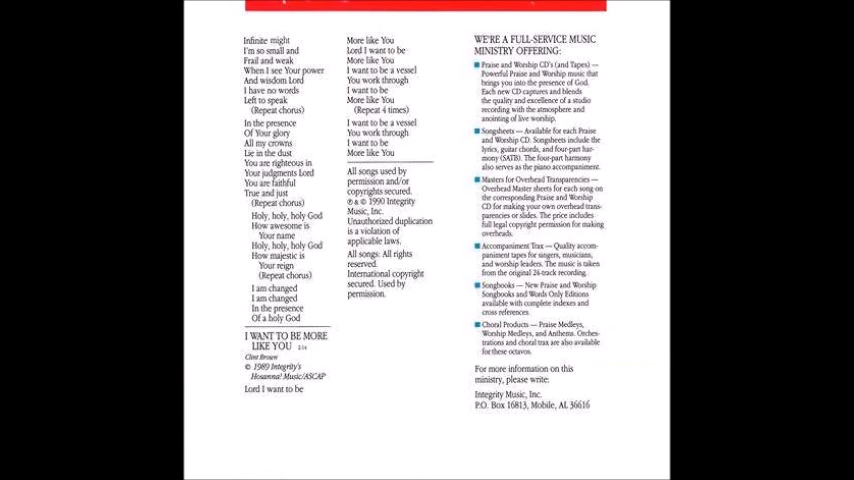 Infinite might
I'm so small and
Frail and weak
When I see Your power
And wisdom Lord
I have no words
Left to speak
(Repeat chorus)
In the presence
Of Your glory
All my crowns
Lie in the dust
You are righteous in
Your judgments Lord
You are faithful
True and just
(Repeat chorus)
Holy, holy, holy God
How awesome is
Your name
Holy, holy, holy God
How majestic is
Your reign
(Repeat chorus)
I am changed
I am changed
In the presence
Of a holy God
I WANT TO BE MORE
LIKE YOU
Clint Brown
© 1989 Integrity's
Hosanna! Music/ASCAP
Lord I want to be
More like You
Lord I want to be
More like You
I want to be a vessel
You work through
I want to be
More like You
(Repeat 4 times)
I want to be a vessel
You work through
I want to be
More like You
All songs used by
permission and/or
copyrights secured.
℗ & © 1990 Integrity
Music, Inc.
Unauthorized duplication
is a violation of
applicable laws.
All songs: All rights
reserved.
International copyright
secured. Used by
permission.
WE'RE A FULL-SERVICE MUSIC
MINISTRY OFFERING:
Praise and Worship CD's (and Tapes) —
Powerful Praise and Worship music that
brings you into the presence of God.
Each new CD captures and blends
the quality and excellence of a studio
recording with the atmosphere and
anointing of live worship.
Songsheets — Available for each Praise
and Worship CD. Songsheets include the
lyrics, guitar chords, and four-part har-
mony (SATB). The four-part harmony
also serves as the piano accompaniment.
Masters for Overhead Transparencies —
Overhead Master sheets for each song on
the corresponding Praise and Worship
CD for making your own overhead trans-
parencies or slides. The price includes
full legal copyright permission for making
overheads.
Accompaniment Trax — Quality accom-
paniment tapes for singers, musicians,
and worship leaders. The music is taken
from the original 24-track recording.
Songbooks — New Praise and Worship
Songbooks and Words Only Editions
available with complete indexes and
cross references.
Choral Products — Praise Medleys,
Worship Medleys, and Anthems. Orches-
trations and choral trax are also available
for these octavos.
For more information on this
ministry, please write:
Integrity Music, Inc.
P.O. Box 16813, Mobile, AL 36616